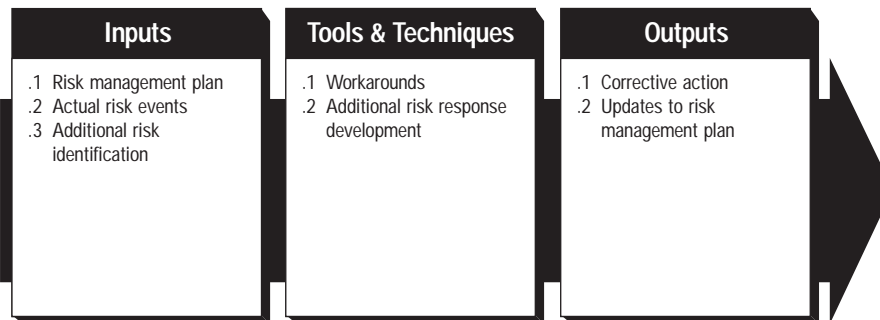 Inputs
.1 Risk management plan
.2 Actual risk events
.3 Additional risk
identification
Tools & Techniques
.1 Workarounds
.2 Additional risk response
development
Outputs
.1 Corrective action
.2 Updates to risk
management plan